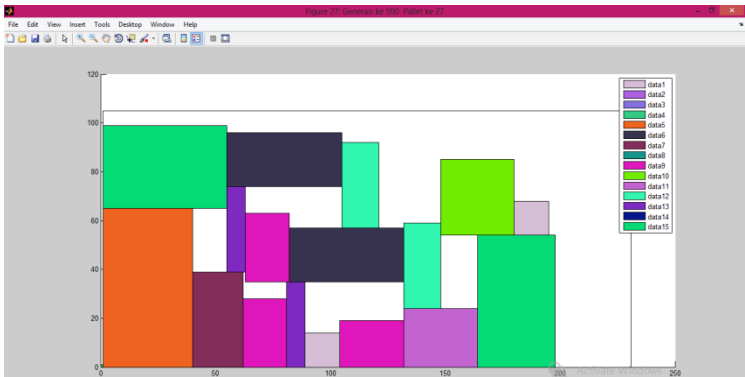 Figure 27: Generasi ke 500 Pallet ke 27
File Edit View Insert Tools Desktop Window Help
120
100
80
60
40
20
0
0 50 100 150 200 250
data1
data2
data3
data4
data5
data6
data7
data8
data9
data10
data11
data12
data13
data14
data15
Activate Windows